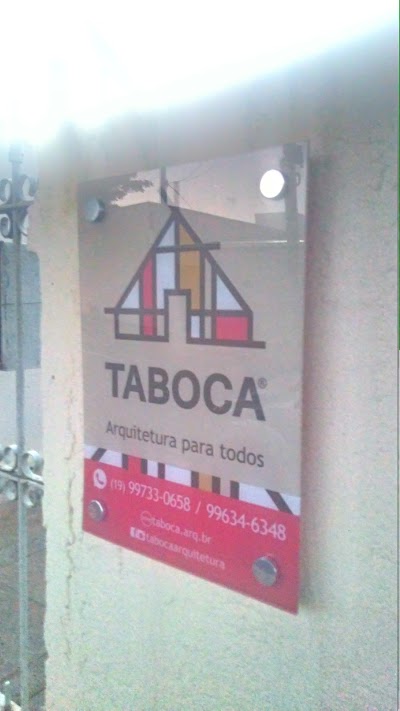 TABOCA®
Arquitetura para todos
(19) 99733-0658 / 99634-6348
taboca.arq.br
tabocaarquitetura